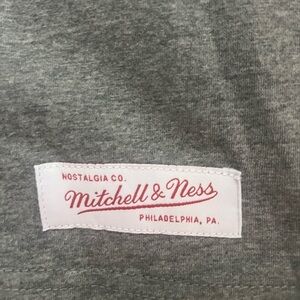 NOSTALGIA CO.
Mitchell & Ness
PHILADELPHIA, PA.